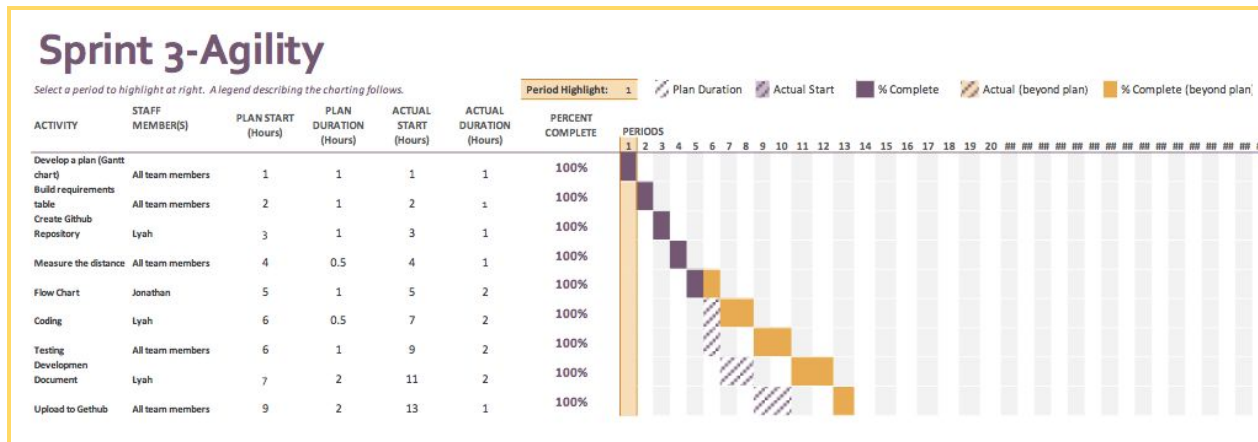 Sprint 3-Agility
Select a period to highlight at right. A legend describing the charting follows.
Period Highlight: 1 Plan Duration Actual Start % Complete Actual (beyond plan) % Complete (beyond plan)
ACTIVITY STAFF MEMBER(S) PLAN START (Hours) PLAN DURATION (Hours) ACTUAL START (Hours) ACTUAL DURATION (Hours) PERCENT COMPLETE PERIODS
1 2 3 4 5 6 7 8 9 10 11 12 13 14 15 16 17 18 19 20 ## ## ## ## ## ## ## ## ## ## ## ##
Develop a plan (Gantt chart) All team members 1 1 1 1 100%
Build requirements table All team members 2 1 2 1 100%
Create Github Repository Lyah 3 1 3 1 100%
Measure the distance All team members 4 0.5 4 1 100%
Flow Chart Jonathan 5 1 5 2 100%
Coding Lyah 6 0.5 7 2 100%
Testing All team members 6 1 9 2 100%
Developmen Document Lyah 7 2 11 2 100%
Upload to Gethub All team members 9 2 13 1 100%